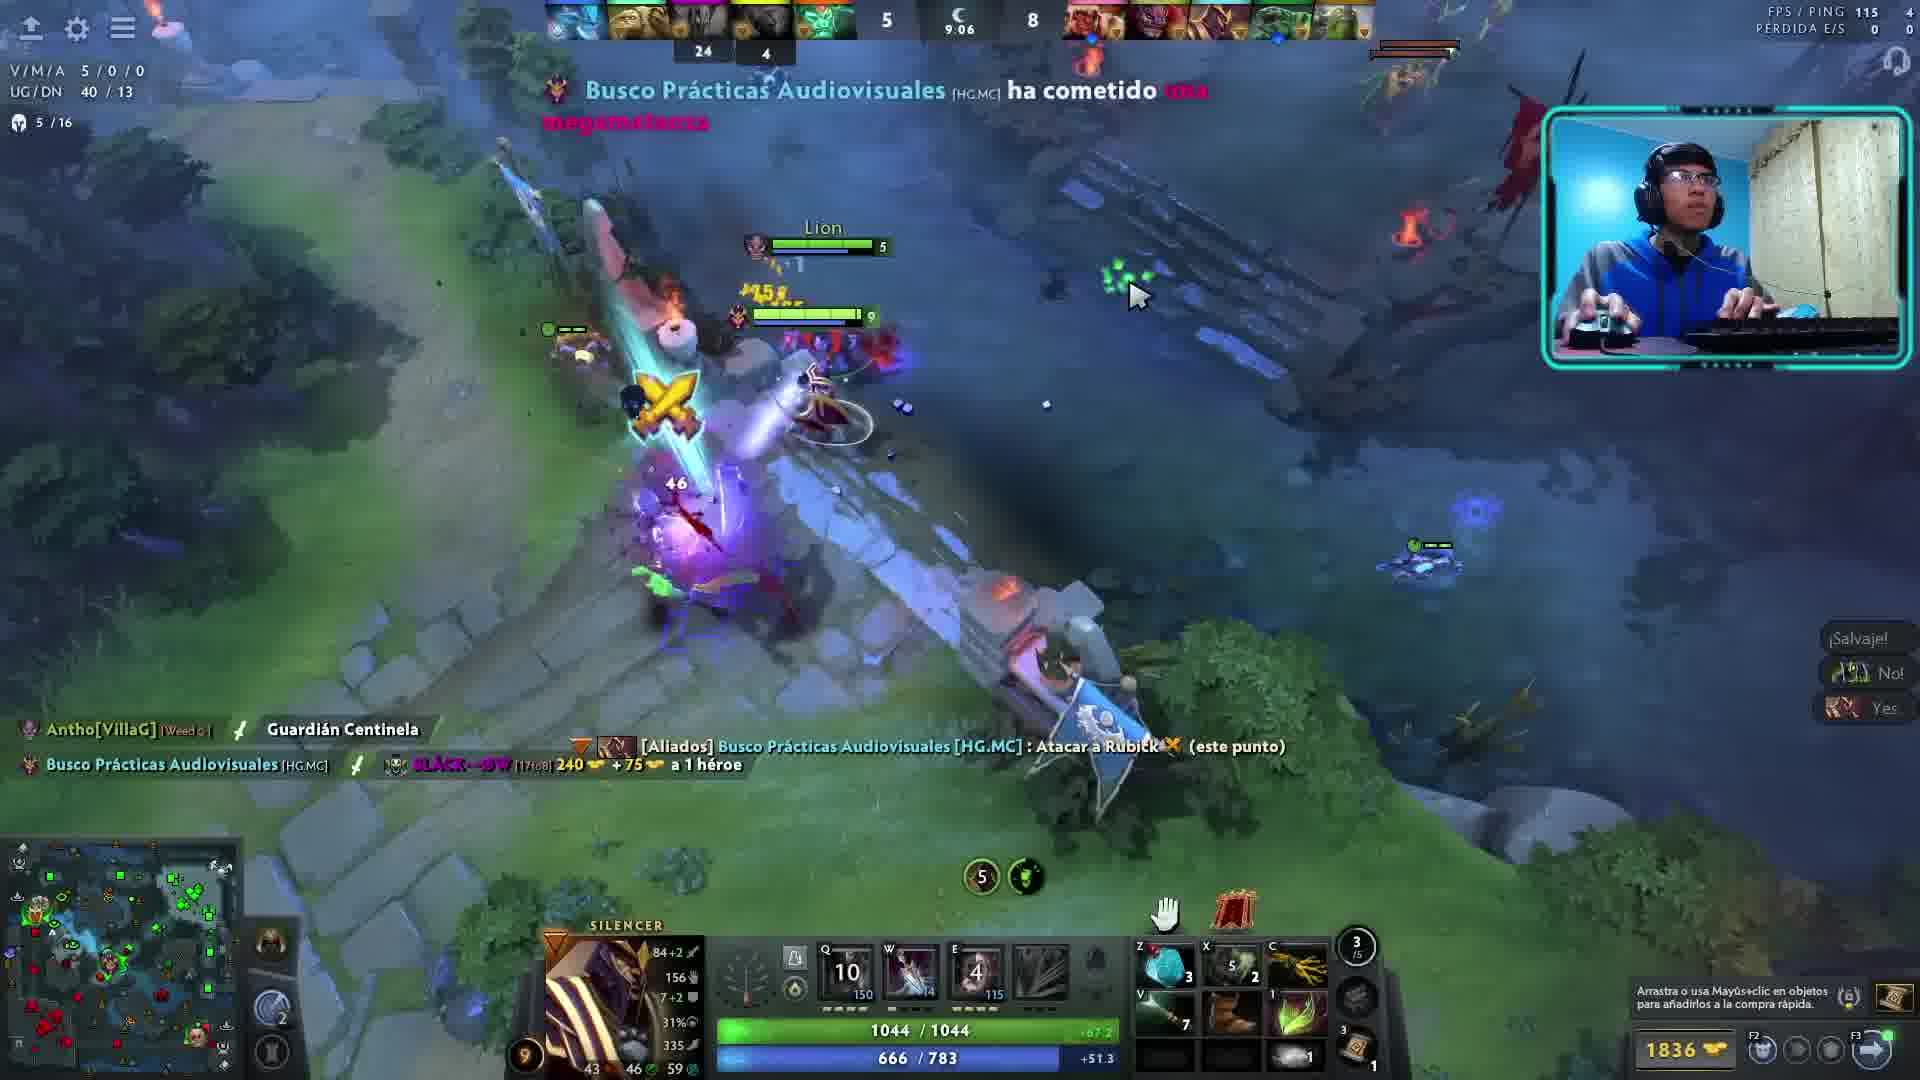 V/M/A 5 / 0 / 0
UG/DN 40 / 13
5 / 16
24
4
5
9:06
8
FPS / PING 115 4
PÉRDIDA E/S 0 0
Busco Prácticas Audiovisuales [HG.MC] ha cometido una
megamatanza
Lion
5
9
46
¡Salvaje!
No!
Yes
Antho[VillaG] Guardián Centinela
[Aliados] Busco Prácticas Audiovisuales [HG.MC] : Atacar a Rubick (este punto)
Busco Prácticas Audiovisuales [HG.MC] 240 +75 a 1 héroe
5
SILENCER
84+2
156
7+2
31%
335
43 46 59
9
2
Q 10 150
W 14
E 4 115
1044 / 1044 +67.2
666 / 783 +51.3
Z 3
X 5 2
C
V 7
1
3 /5
3 1
Arrastra o usa Mayús+clic en objetos
para añadirlos a la compra rápida.
1836
F2
F3